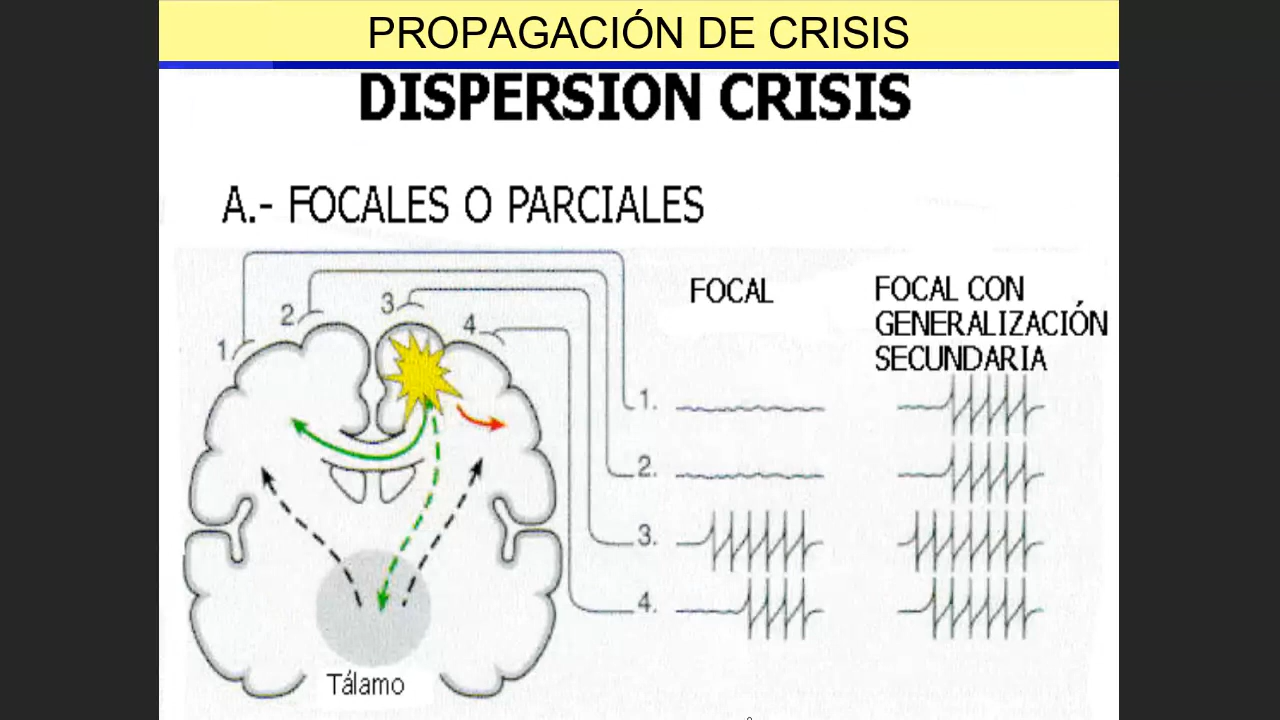 PROPAGACIÓN DE CRISIS
DISPERSION CRISIS
A.- FOCALES O PARCIALES
FOCAL
FOCAL CON
GENERALIZACIÓN
SECUNDARIA
1
2
3
4
1.
2.
3.
4.
Tálamo